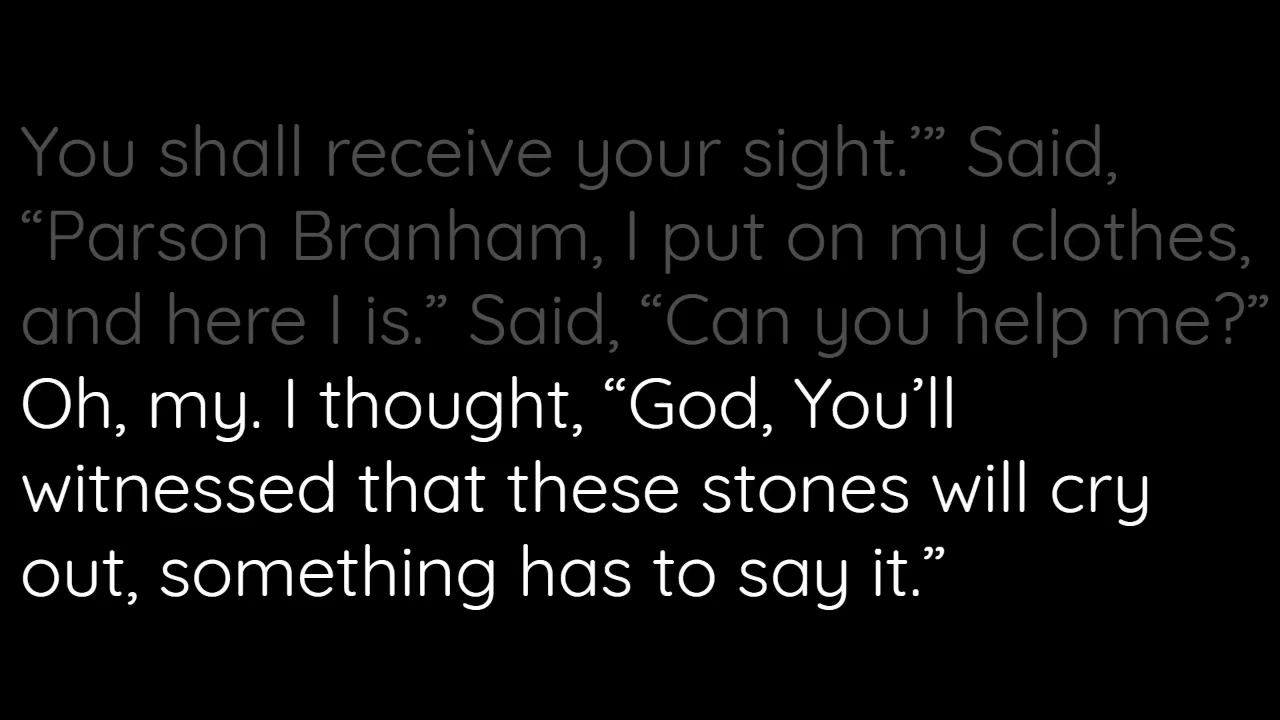 You shall receive your sight.’” Said,
“Parson Branham, I put on my clothes,
and here I is.” Said, “Can you help me?”
Oh, my. I thought, “God, You’ll
witnessed that these stones will cry
out, something has to say it.”